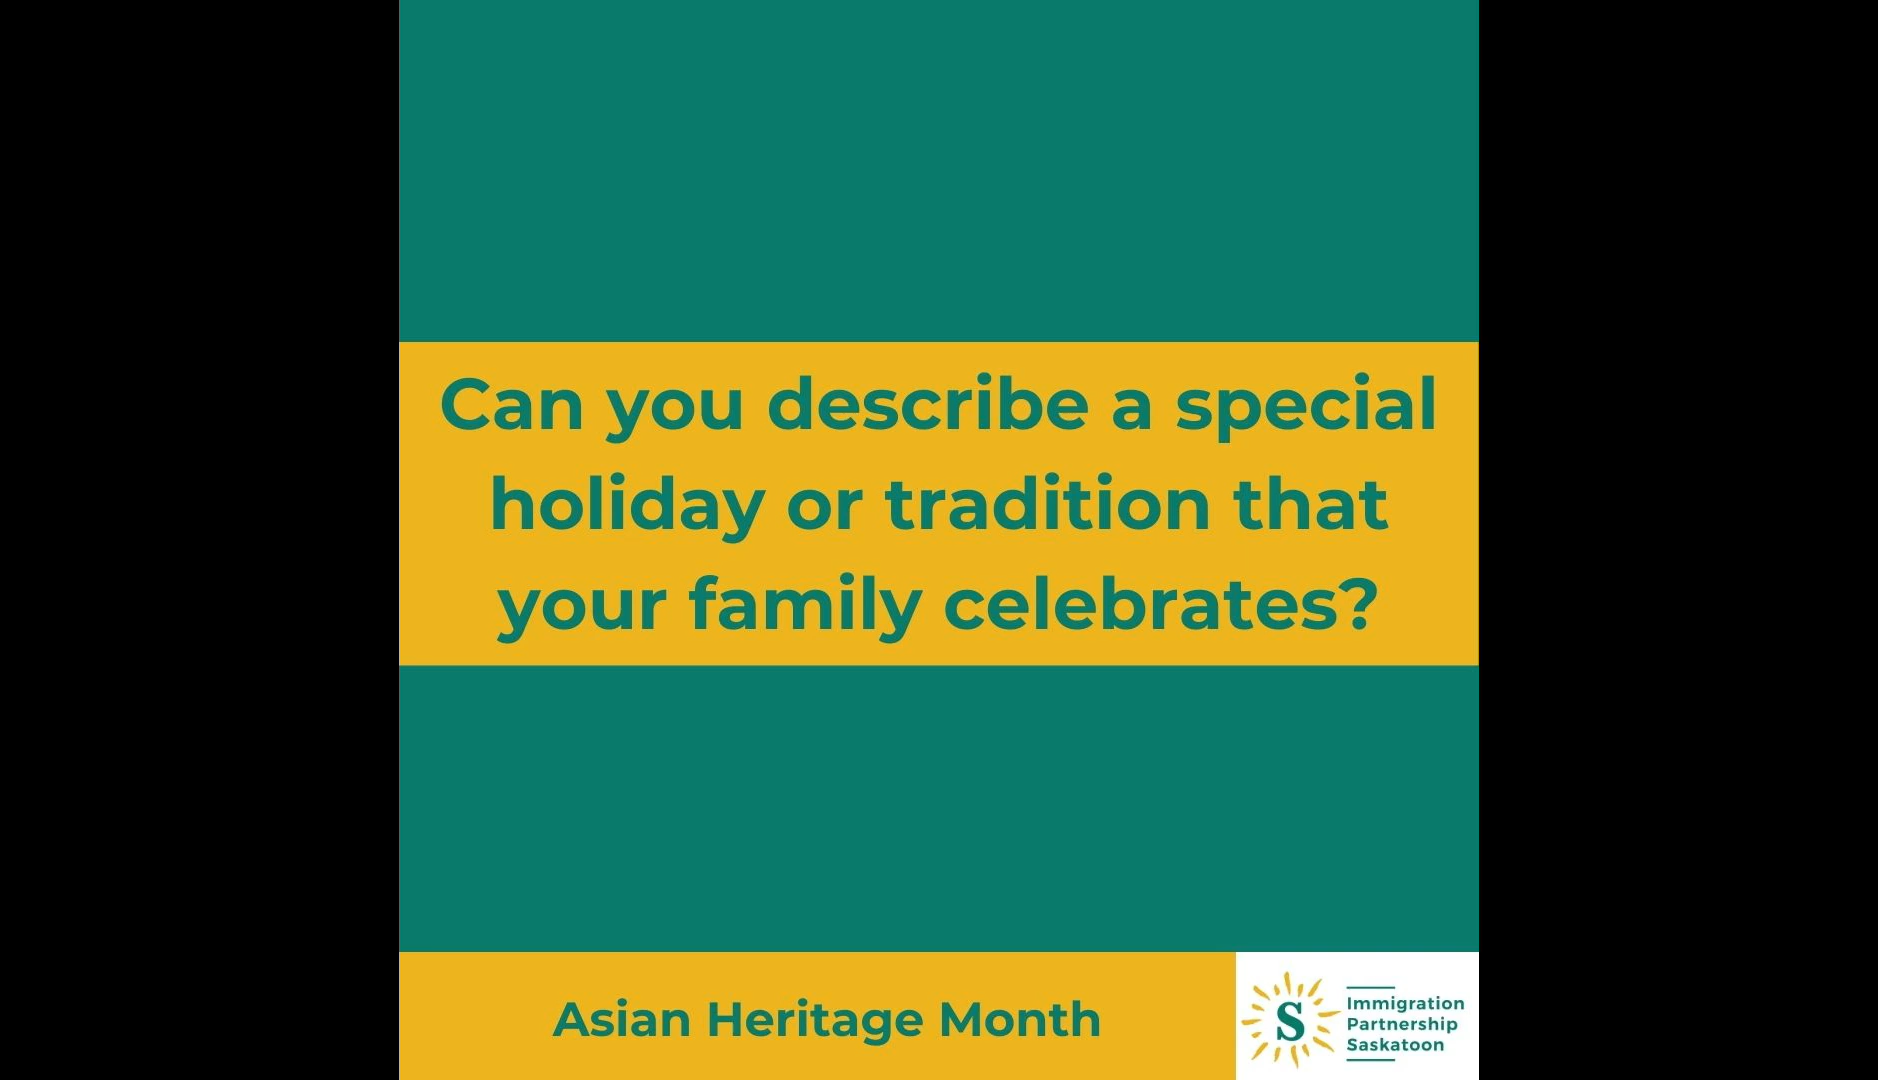 Can you describe a special
holiday or tradition that
your family celebrates?
Asian Heritage Month
S
Immigration
Partnership
Saskatoon